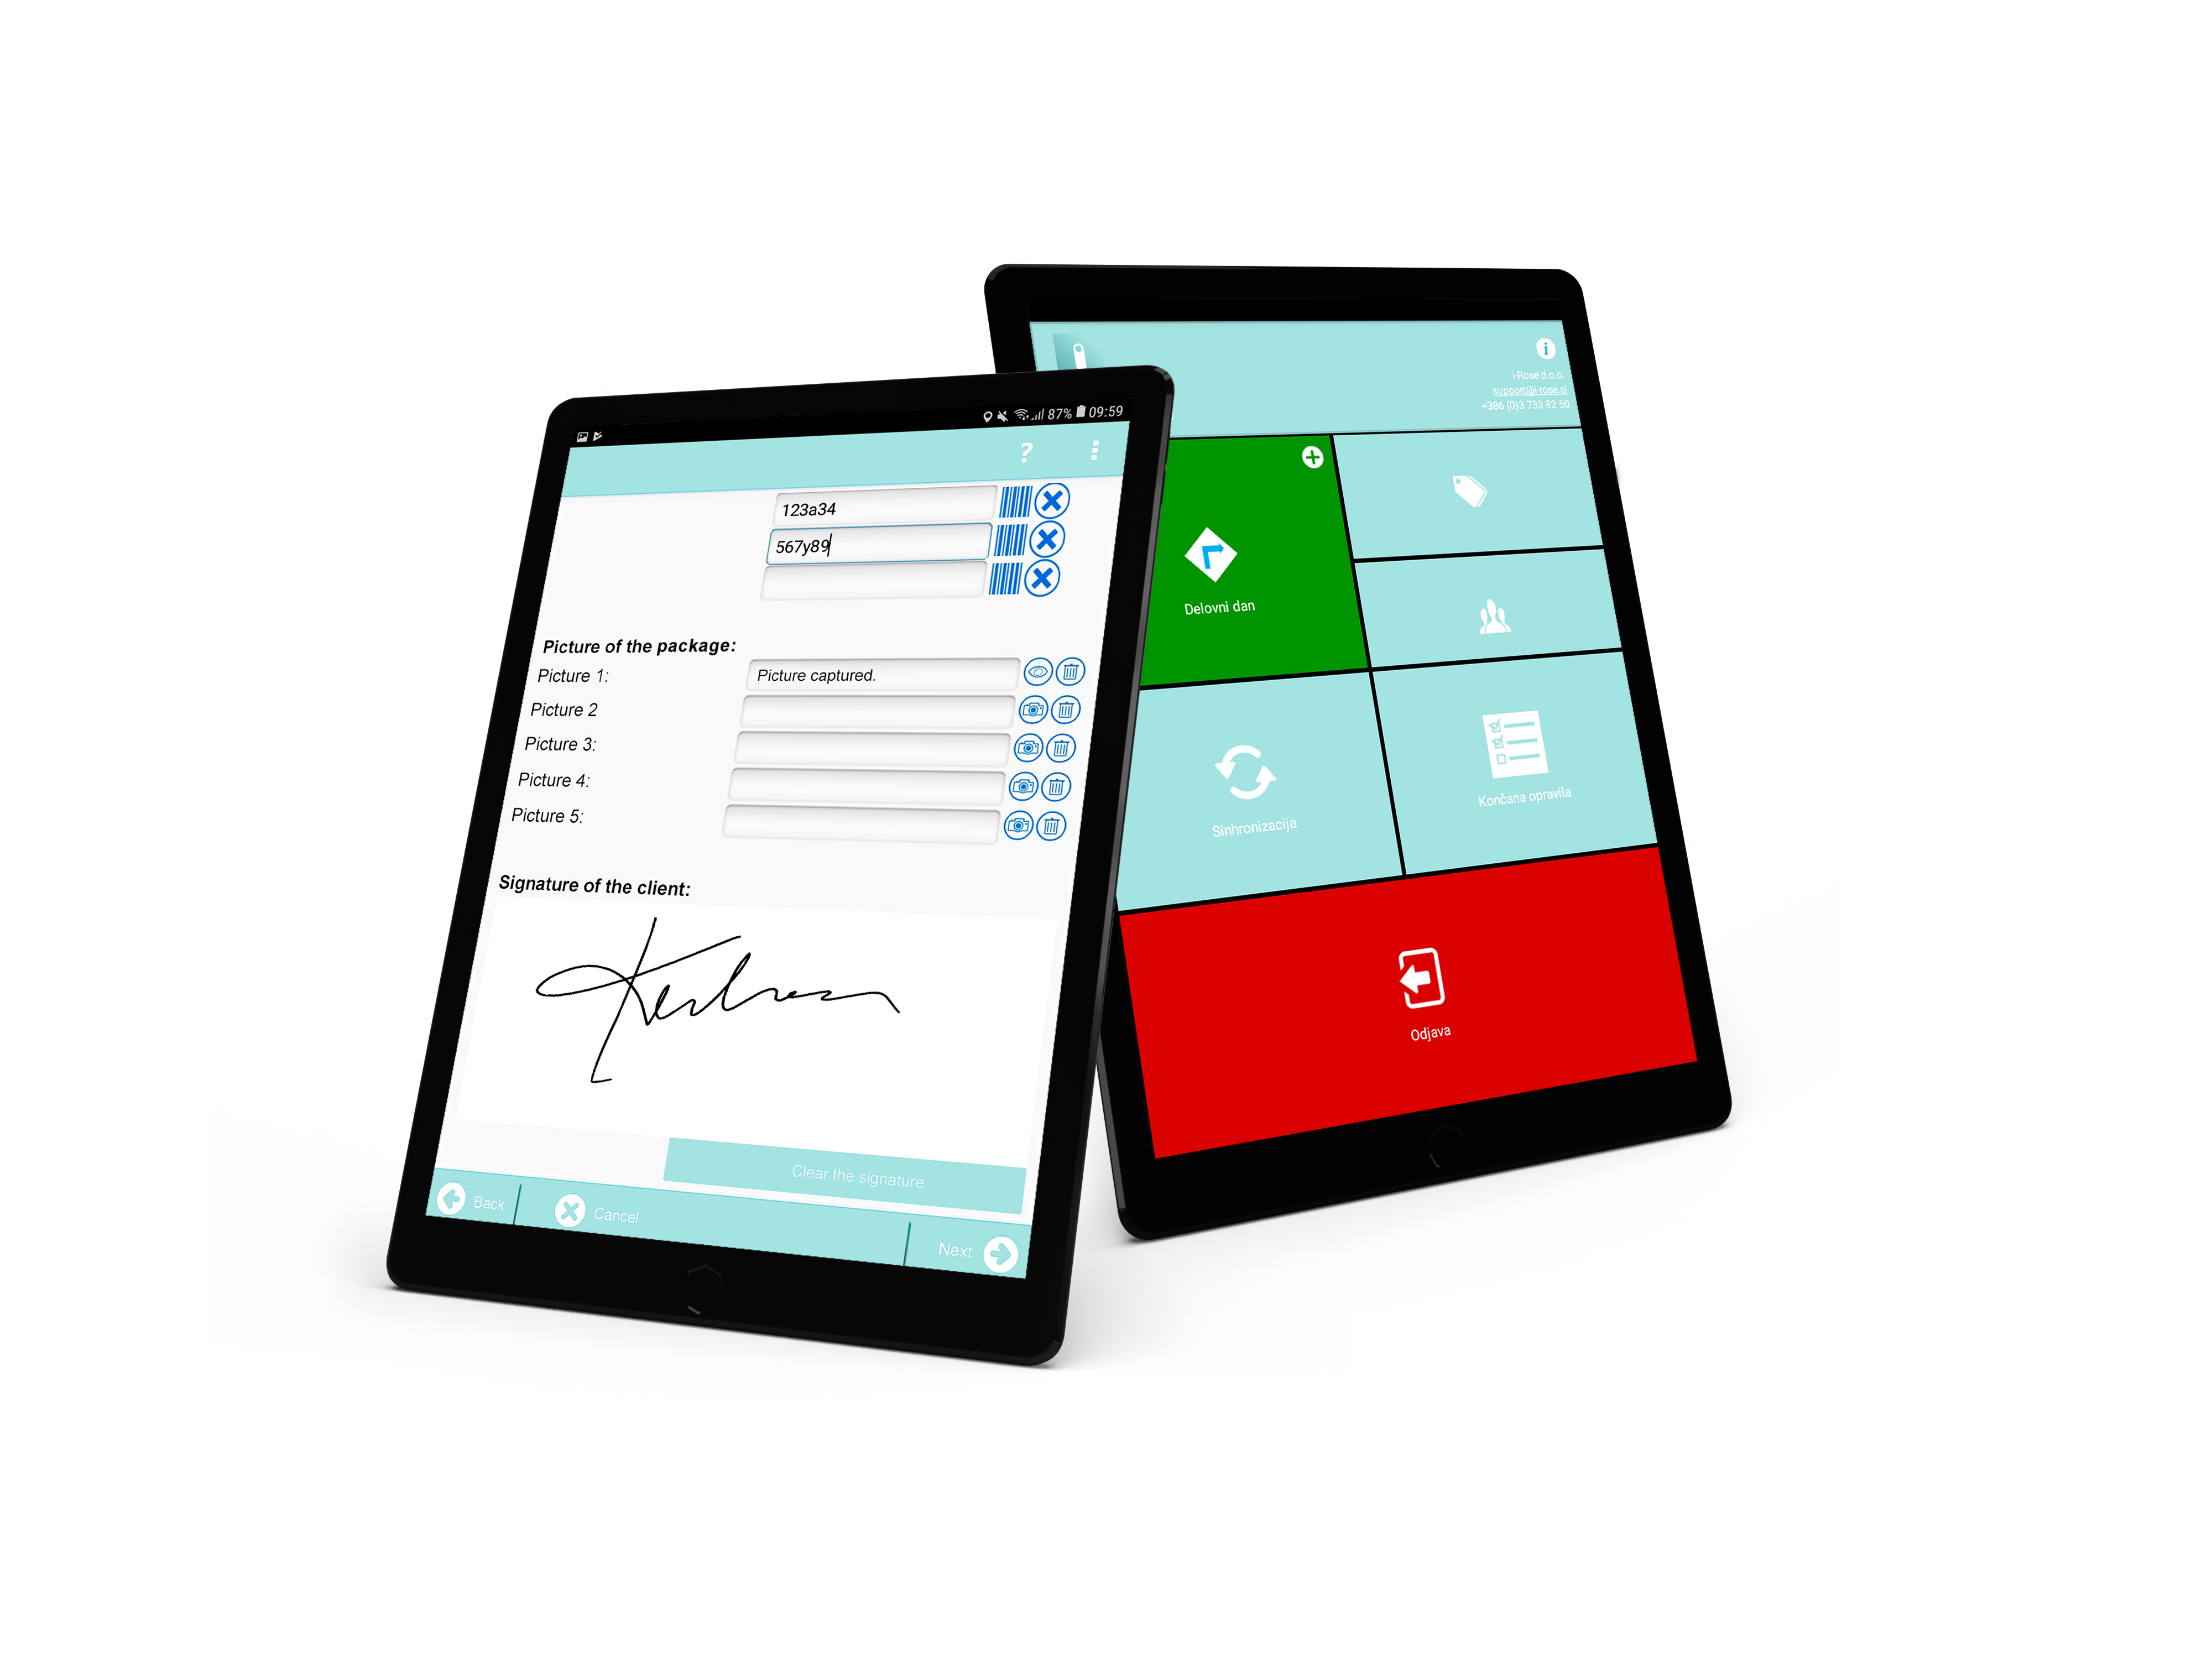 87% 09:59
?
123a34
567y89
Picture of the package:
Picture 1: Picture captured.
Picture 2
Picture 3:
Picture 4:
Picture 5:
Signature of the client:
Clear the signature
Back Cancel Next
i
i-Rose d.o.o.
support@i-rose.si
+386 (0)3 733 82 50
Delovni dan
Sinhronizacija
Končana opravila
Odjava